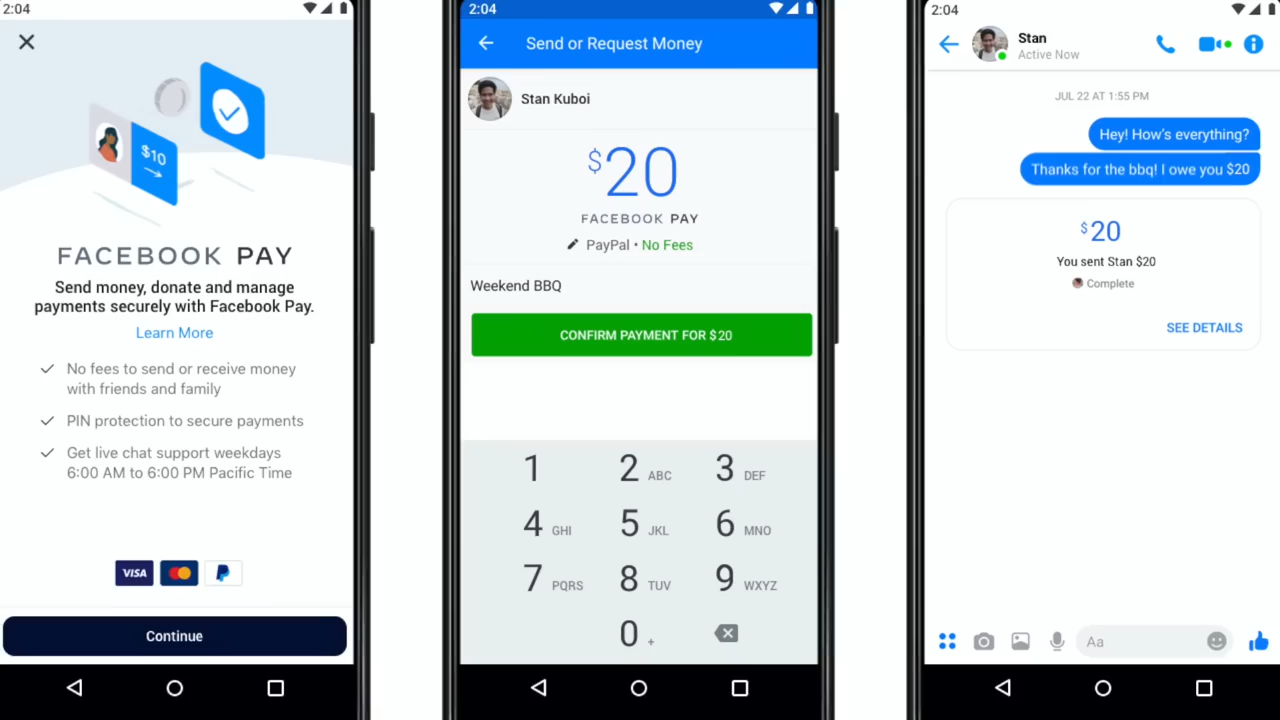 2:04
$10
FACEBOOK PAY
Send money, donate and manage
payments securely with Facebook Pay.
Learn More
No fees to send or receive money
with friends and family
PIN protection to secure payments
Get live chat support weekdays
6:00 AM to 6:00 PM Pacific Time
VISA
Continue
2:04
Send or Request Money
Stan Kuboi
$20
FACEBOOK PAY
PayPal • No Fees
Weekend BBQ
CONFIRM PAYMENT FOR $20
1 2 ABC 3 DEF
4 GHI 5 JKL 6 MNO
7 PQRS 8 TUV 9 WXYZ
0 +
2:04
Stan
Active Now
JUL 22 AT 1:55 PM
Hey! How's everything?
Thanks for the bbq! I owe you $20
$20
You sent Stan $20
Complete
SEE DETAILS
Aa